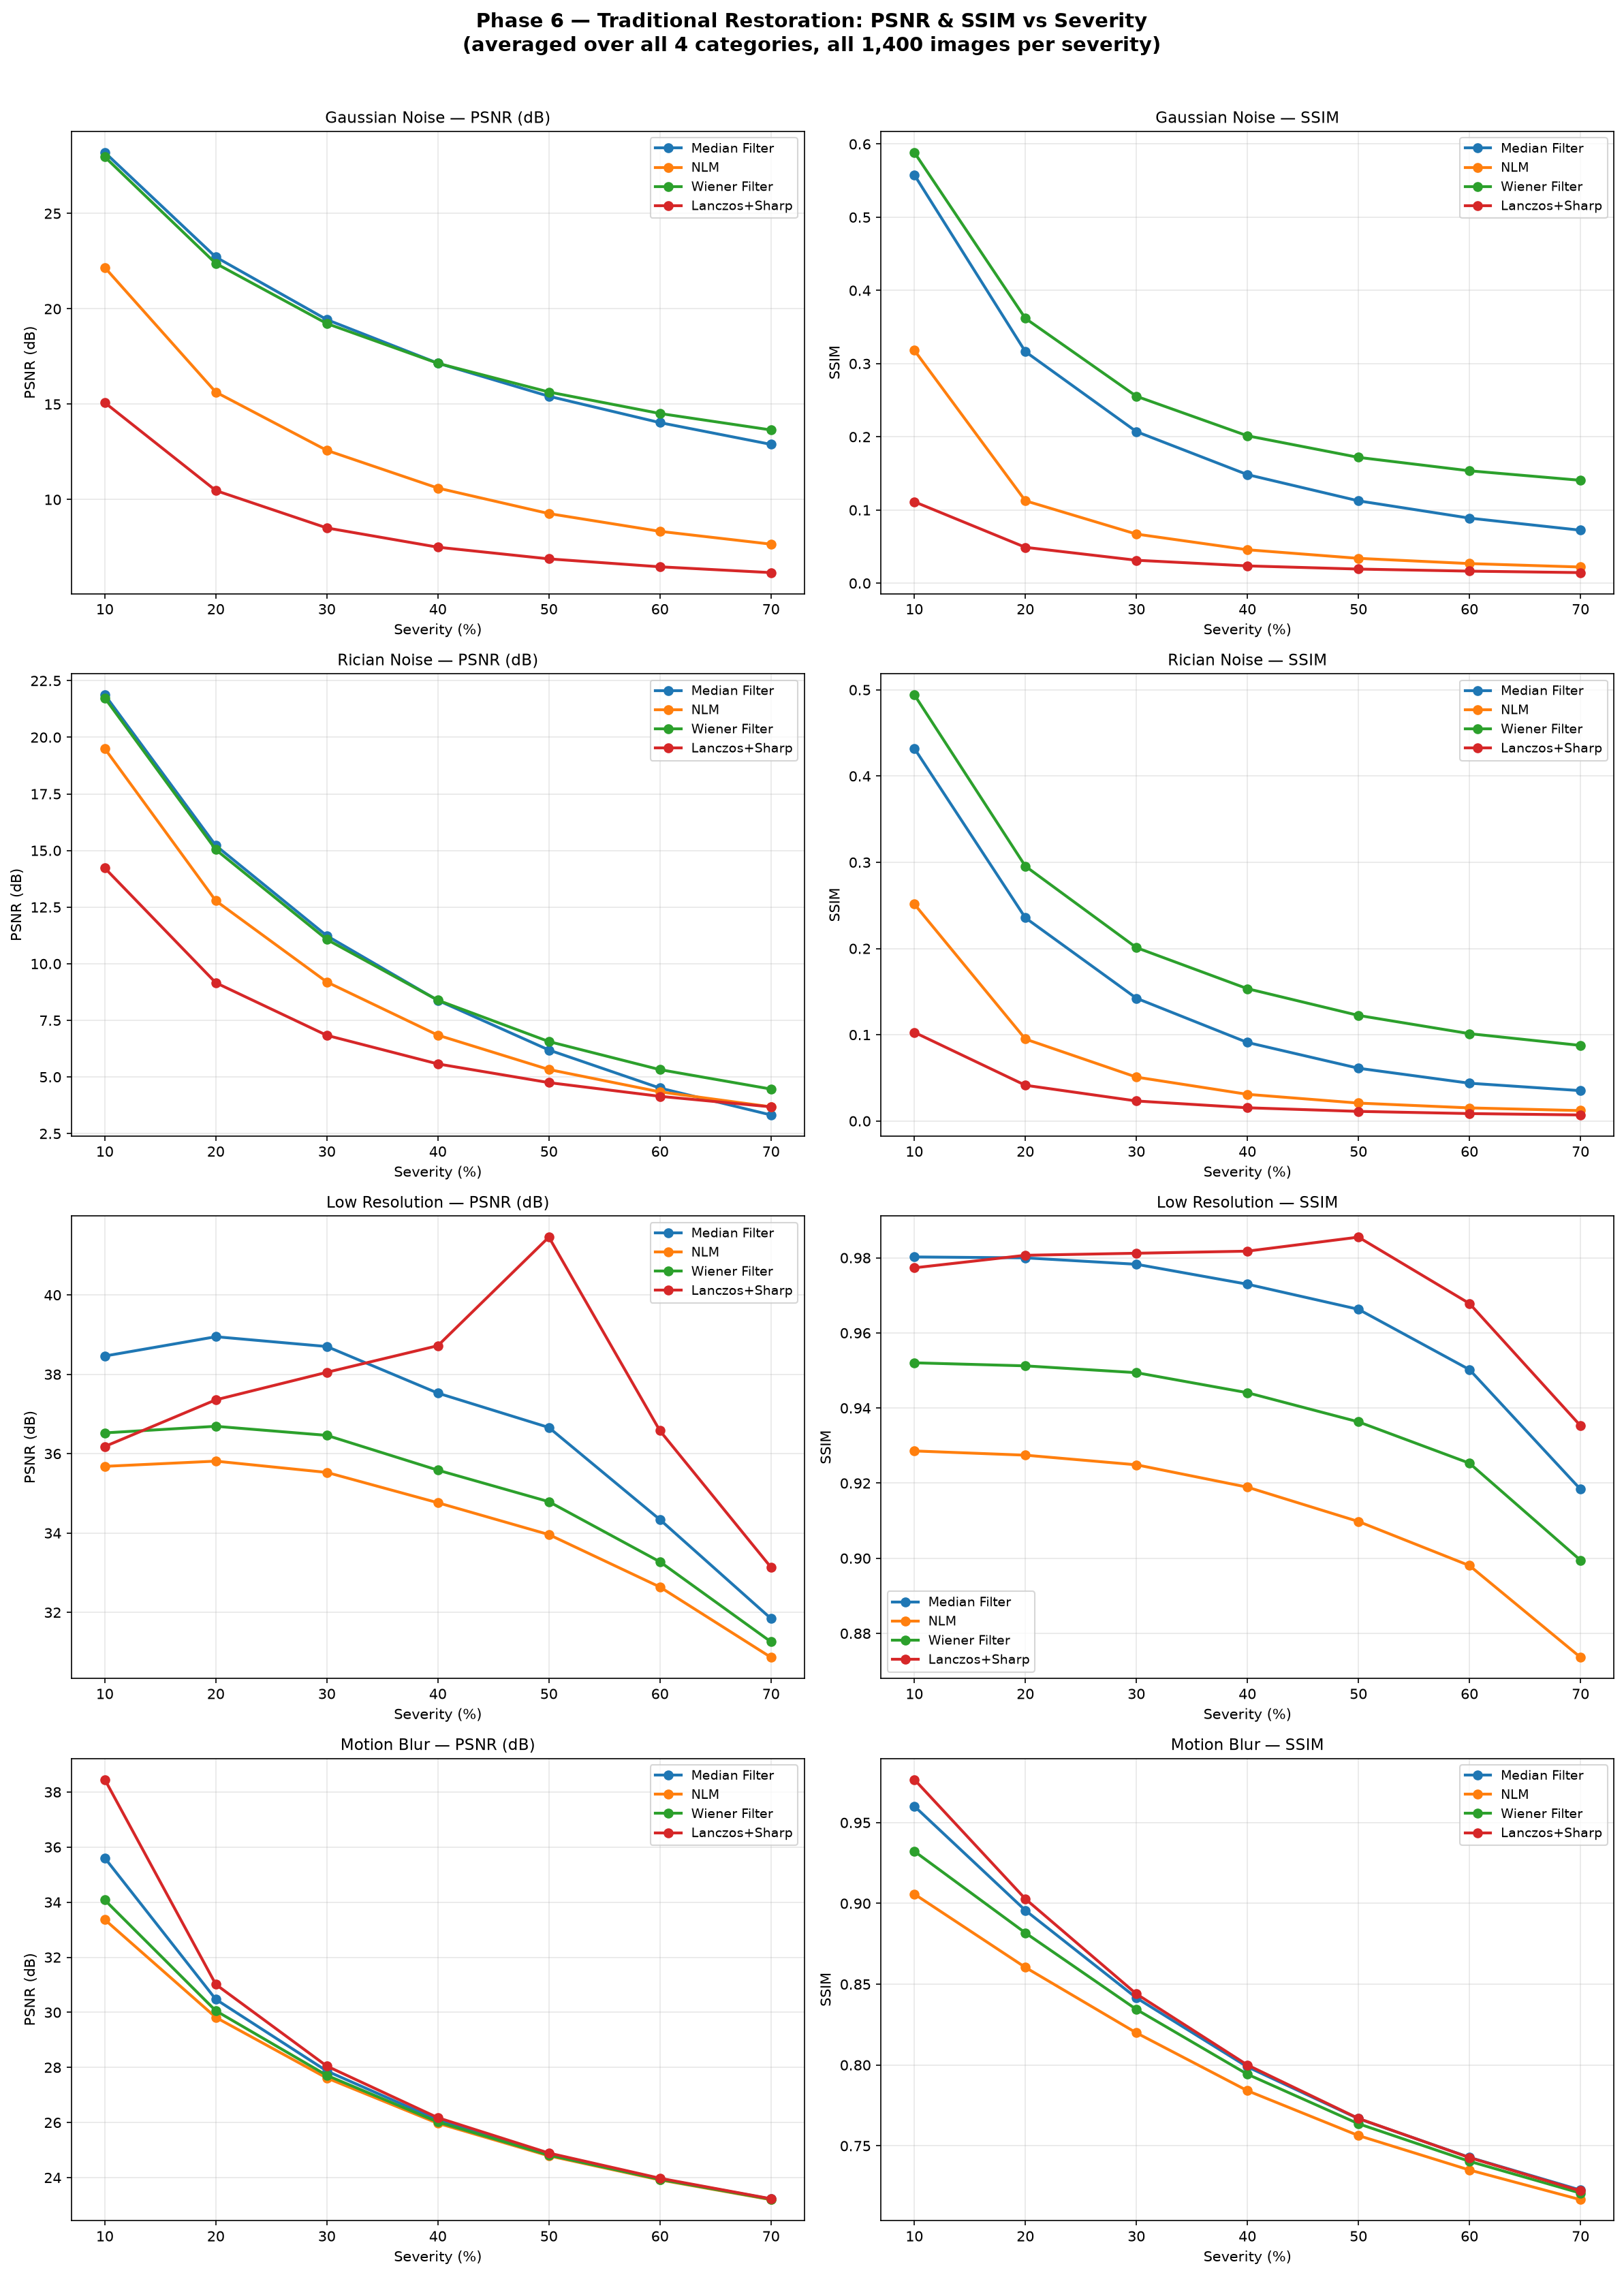 Phase 6 — Traditional Restoration: PSNR & SSIM vs Severity
(averaged over all 4 categories, all 1,400 images per severity)
Gaussian Noise — PSNR (dB)
PSNR (dB)
25
20
15
10
10 20 30 40 50 60 70
Severity (%)
Median Filter
NLM
Wiener Filter
Lanczos+Sharp
Gaussian Noise — SSIM
SSIM
0.6
0.5
0.4
0.3
0.2
0.1
0.0
10 20 30 40 50 60 70
Severity (%)
Median Filter
NLM
Wiener Filter
Lanczos+Sharp
Rician Noise — PSNR (dB)
PSNR (dB)
22.5
20.0
17.5
15.0
12.5
10.0
7.5
5.0
2.5
10 20 30 40 50 60 70
Severity (%)
Median Filter
NLM
Wiener Filter
Lanczos+Sharp
Rician Noise — SSIM
SSIM
0.5
0.4
0.3
0.2
0.1
0.0
10 20 30 40 50 60 70
Severity (%)
Median Filter
NLM
Wiener Filter
Lanczos+Sharp
Low Resolution — PSNR (dB)
PSNR (dB)
40
38
36
34
32
10 20 30 40 50 60 70
Severity (%)
Median Filter
NLM
Wiener Filter
Lanczos+Sharp
Low Resolution — SSIM
SSIM
0.98
0.96
0.94
0.92
0.90
0.88
10 20 30 40 50 60 70
Severity (%)
Median Filter
NLM
Wiener Filter
Lanczos+Sharp
Motion Blur — PSNR (dB)
PSNR (dB)
38
36
34
32
30
28
26
24
10 20 30 40 50 60 70
Severity (%)
Median Filter
NLM
Wiener Filter
Lanczos+Sharp
Motion Blur — SSIM
SSIM
0.95
0.90
0.85
0.80
0.75
10 20 30 40 50 60 70
Severity (%)
Median Filter
NLM
Wiener Filter
Lanczos+Sharp